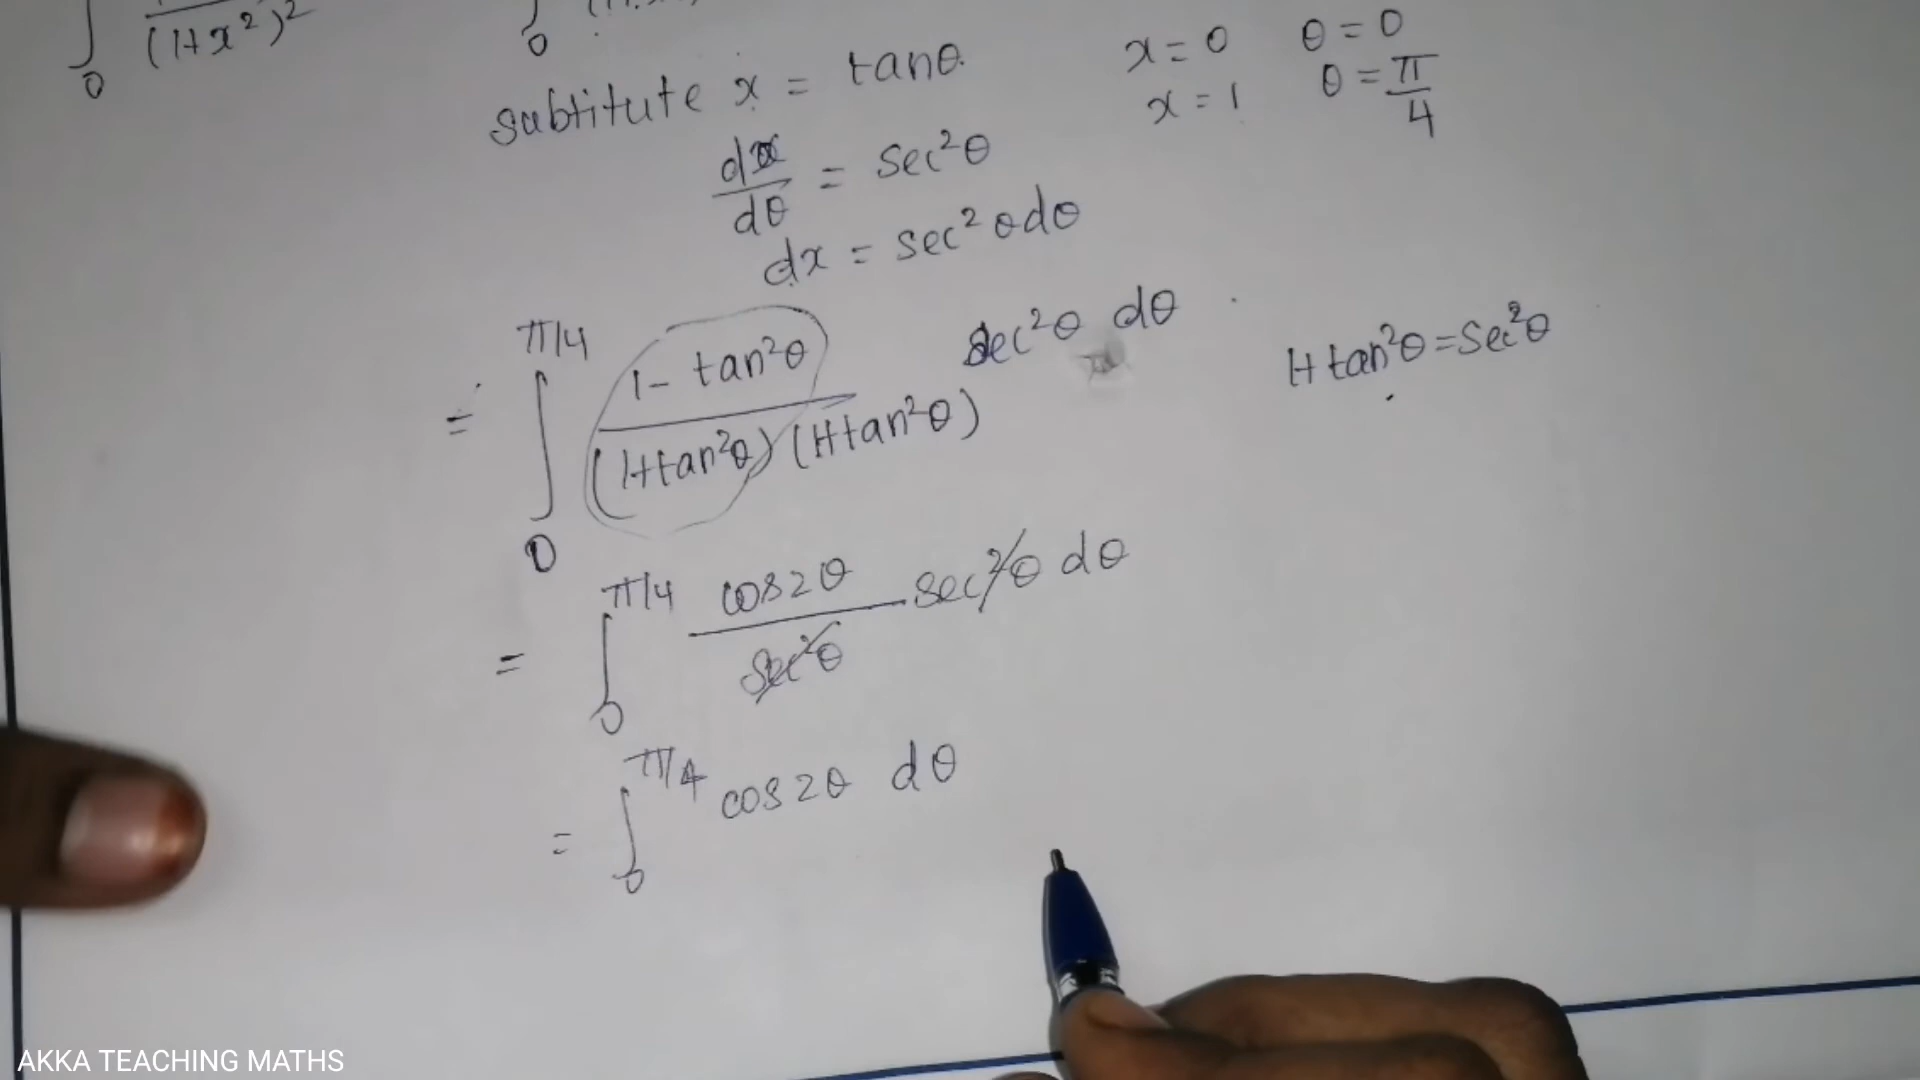 ∫ (1+x²)²
0
0
subtitute x = tanθ
x = 0 θ = 0
x = 1 θ = π/4
dx/dθ = sec²θ
dx = sec²θdθ
= ∫₀^π/4 (1 - tan²θ)/((1+tan²θ)(1+tan²θ)) sec²θ dθ
1+tan²θ = sec²θ
= ∫₀^π/4 cos2θ/sec²θ sec²θ dθ
= ∫₀^π/4 cos2θ dθ
AKKA TEACHING MATHS